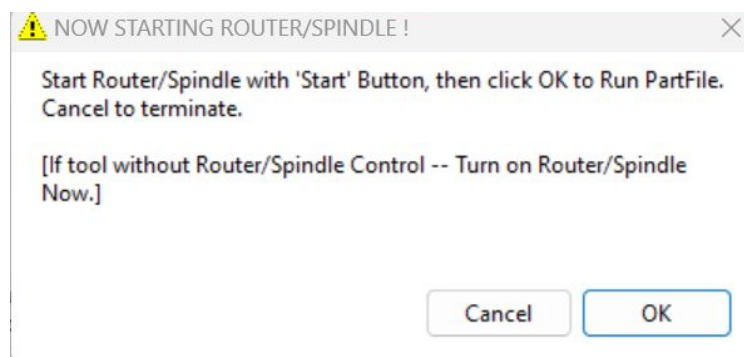 NOW STARTING ROUTER/SPINDLE !
Start Router/Spindle with 'Start' Button, then click OK to Run PartFile.
Cancel to terminate.
[If tool without Router/Spindle Control -- Turn on Router/Spindle
Now.]
Cancel
OK